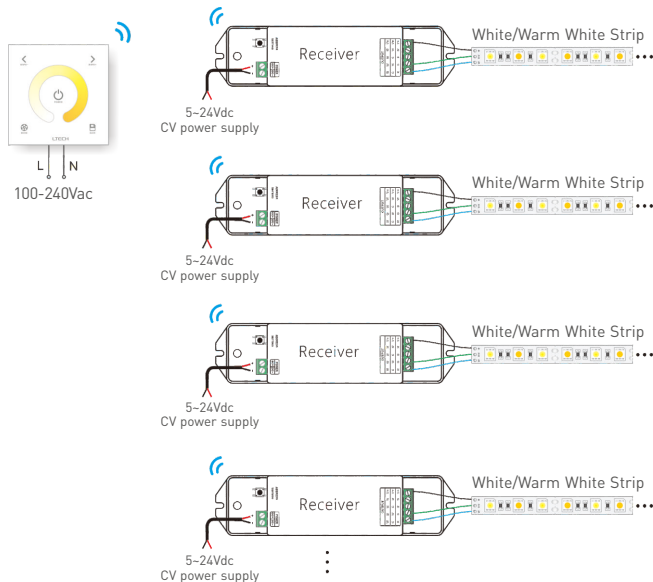 White/Warm White Strip
Receiver
5~24Vdc
CV power supply
LTECH
L N
100-240Vac
White/Warm White Strip
Receiver
5~24Vdc
CV power supply
White/Warm White Strip
Receiver
5~24Vdc
CV power supply
White/Warm White Strip
Receiver
5~24Vdc
CV power supply